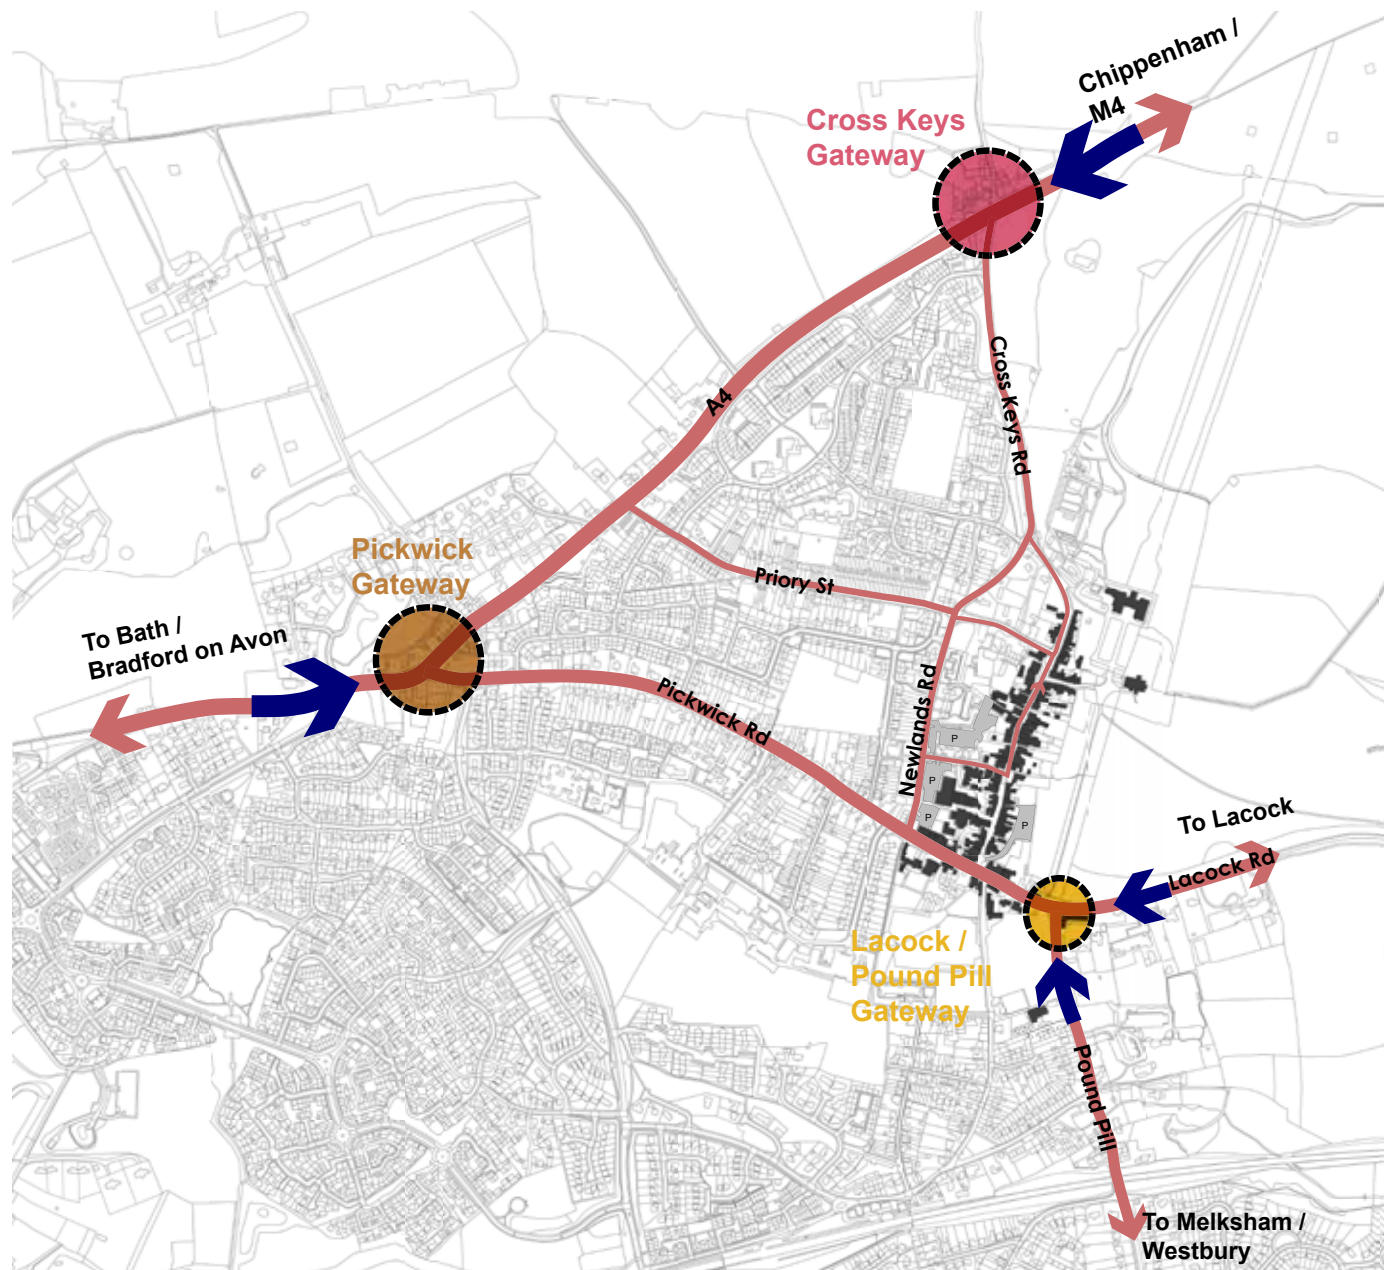 Chippenham /
M4
Cross Keys
Gateway
Cross Keys Rd
A4
Pickwick
Gateway
Priory St
To Bath /
Bradford on Avon
Pickwick Rd
Newlands Rd
P
P
P
P
To Lacock
Lacock Rd
Lacock /
Pound Pill
Gateway
Pound Pill
To Melksham /
Westbury